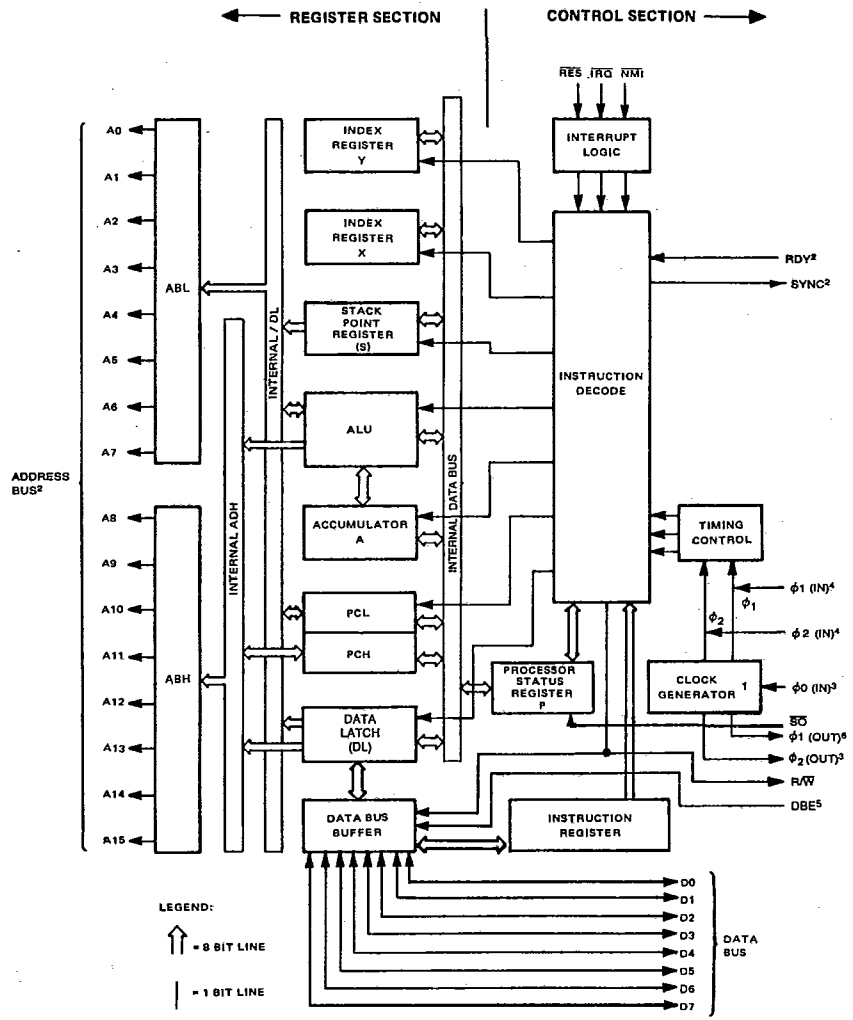 REGISTER SECTION
CONTROL SECTION
RES IRQ NMI
INTERRUPT
LOGIC
ADDRESS
BUS²
A0
A1
A2
A3
A4
A5
A6
A7
A8
A9
A10
A11
A12
A13
A14
A15
ABL
ABH
INTERNAL ADH
INTERNAL / DL
INDEX
REGISTER
Y
INDEX
REGISTER
X
STACK
POINT
REGISTER
(S)
ALU
ACCUMULATOR
A
PCL
PCH
DATA
LATCH
(DL)
DATA BUS
BUFFER
INTERNAL DATA BUS
INSTRUCTION
DECODE
PROCESSOR
STATUS
REGISTER
P
INSTRUCTION
REGISTER
TIMING
CONTROL
ϕ2
ϕ1
CLOCK
GENERATOR 1
RDY²
SYNC²
ϕ1 (IN)⁴
ϕ2 (IN)⁴
ϕ0 (IN)³
SO
ϕ1 (OUT)⁶
ϕ2 (OUT)³
R/W
DBE⁵
D0
D1
D2
D3
D4
D5
D6
D7
DATA
BUS
LEGEND:
= 8 BIT LINE
= 1 BIT LINE